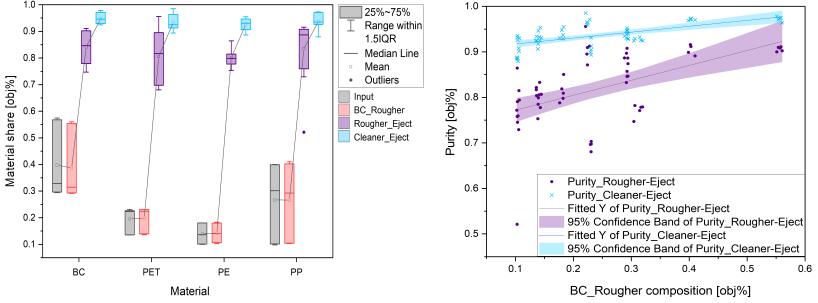 1.0
0.9
0.8
0.7
0.6
0.5
0.4
0.3
0.2
0.1
Material share [obj%]
BC
PET
PE
PP
Material
25%~75%
Range within
1.5IQR
Median Line
Mean
Outliers
Input
BC_Rougher
Rougher_Eject
Cleaner_Eject
1.0
0.9
0.8
0.7
0.6
0.5
Purity [obj%]
Purity_Rougher-Eject
Purity_Cleaner-Eject
Fitted Y of Purity_Rougher-Eject
95% Confidence Band of Purity_Rougher-Eject
Fitted Y of Purity_Cleaner-Eject
95% Confidence Band of Purity_Cleaner-Eject
0.1
0.2
0.3
0.4
0.5
0.6
BC_Rougher composition [obj%]